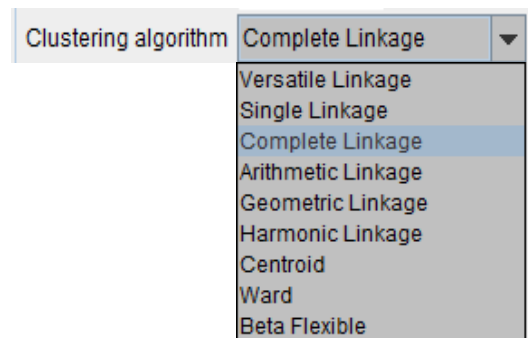 Clustering algorithm Complete Linkage
Versatile Linkage
Single Linkage
Complete Linkage
Arithmetic Linkage
Geometric Linkage
Harmonic Linkage
Centroid
Ward
Beta Flexible